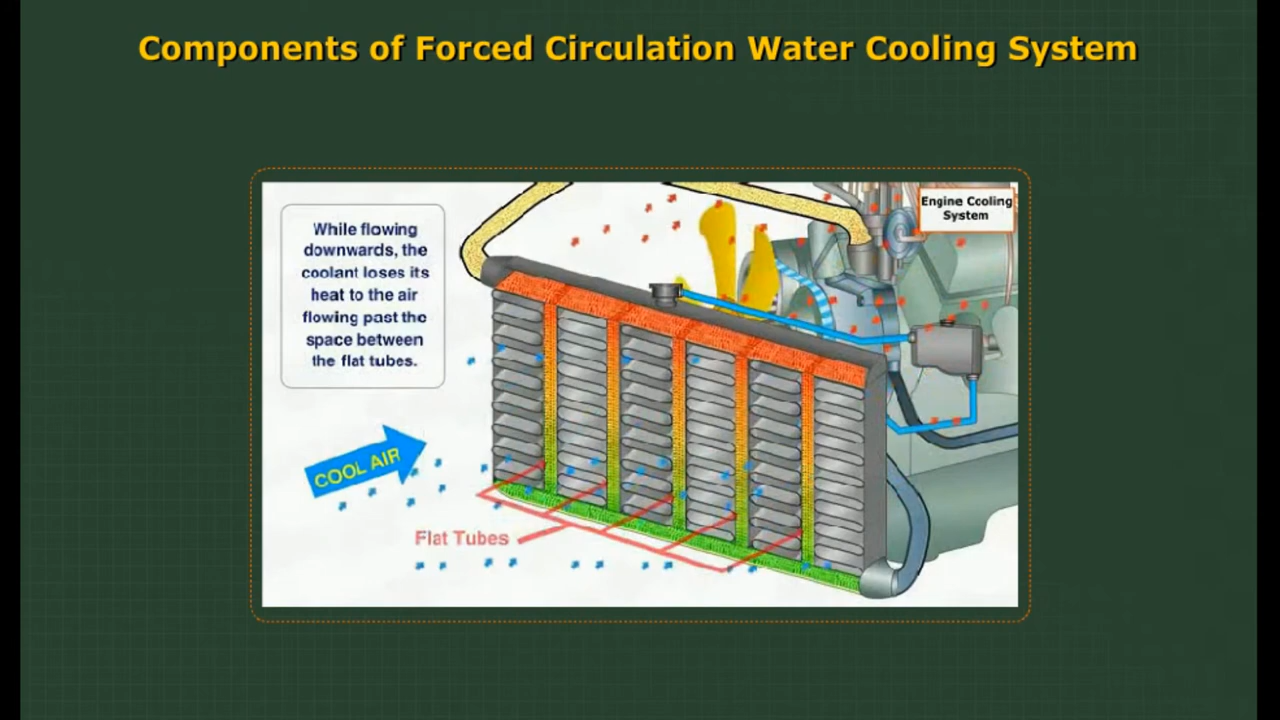 Components of Forced Circulation Water Cooling System
Engine Cooling
System
While flowing
downwards, the
coolant loses its
heat to the air
flowing past the
space between
the flat tubes.
COOL AIR
Flat Tubes